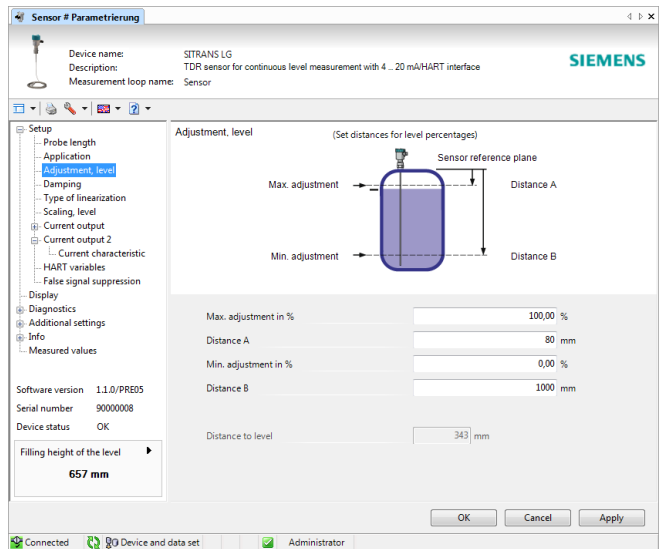 Sensor # Parametrierung
Device name: SITRANS LG
Description: TDR sensor for continuous level measurement with 4 .. 20 mA/HART interface
Measurement loop name: Sensor
SIEMENS
Setup
Probe length
Application
Adjustment, level
Damping
Type of linearization
Scaling, level
Current output
Current output 2
Current characteristic
HART variables
False signal suppression
Display
Diagnostics
Additional settings
Info
Measured values
Software version 1.1.0/PRE05
Serial number 90000008
Device status OK
Filling height of the level
657 mm
Adjustment, level (Set distances for level percentages)
Sensor reference plane
Max. adjustment Distance A
Min. adjustment Distance B
Max. adjustment in % 100,00 %
Distance A 80 mm
Min. adjustment in % 0,00 %
Distance B 1000 mm
Distance to level 343 mm
OK Cancel Apply
Connected Device and data set Administrator